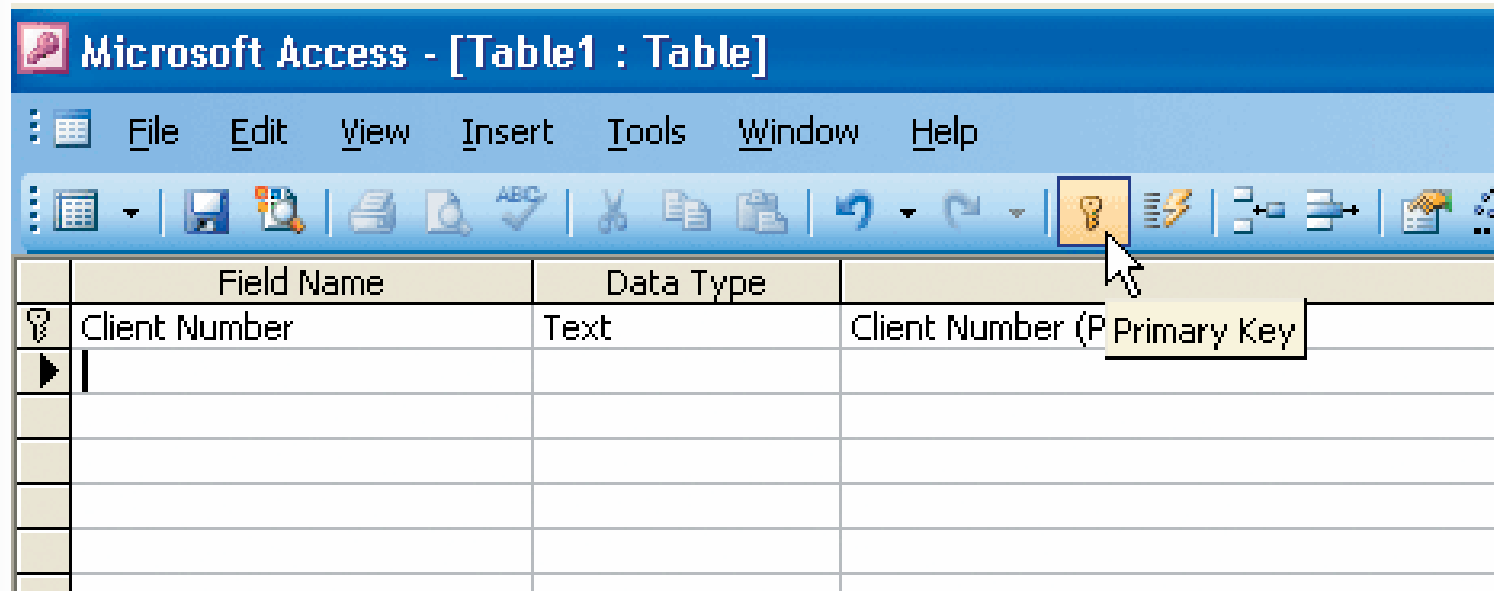 Microsoft Access - [Table1 : Table]
File Edit View Insert Tools Window Help
ABC
Field Name Data Type
Client Number Text Client Number (P
Primary Key